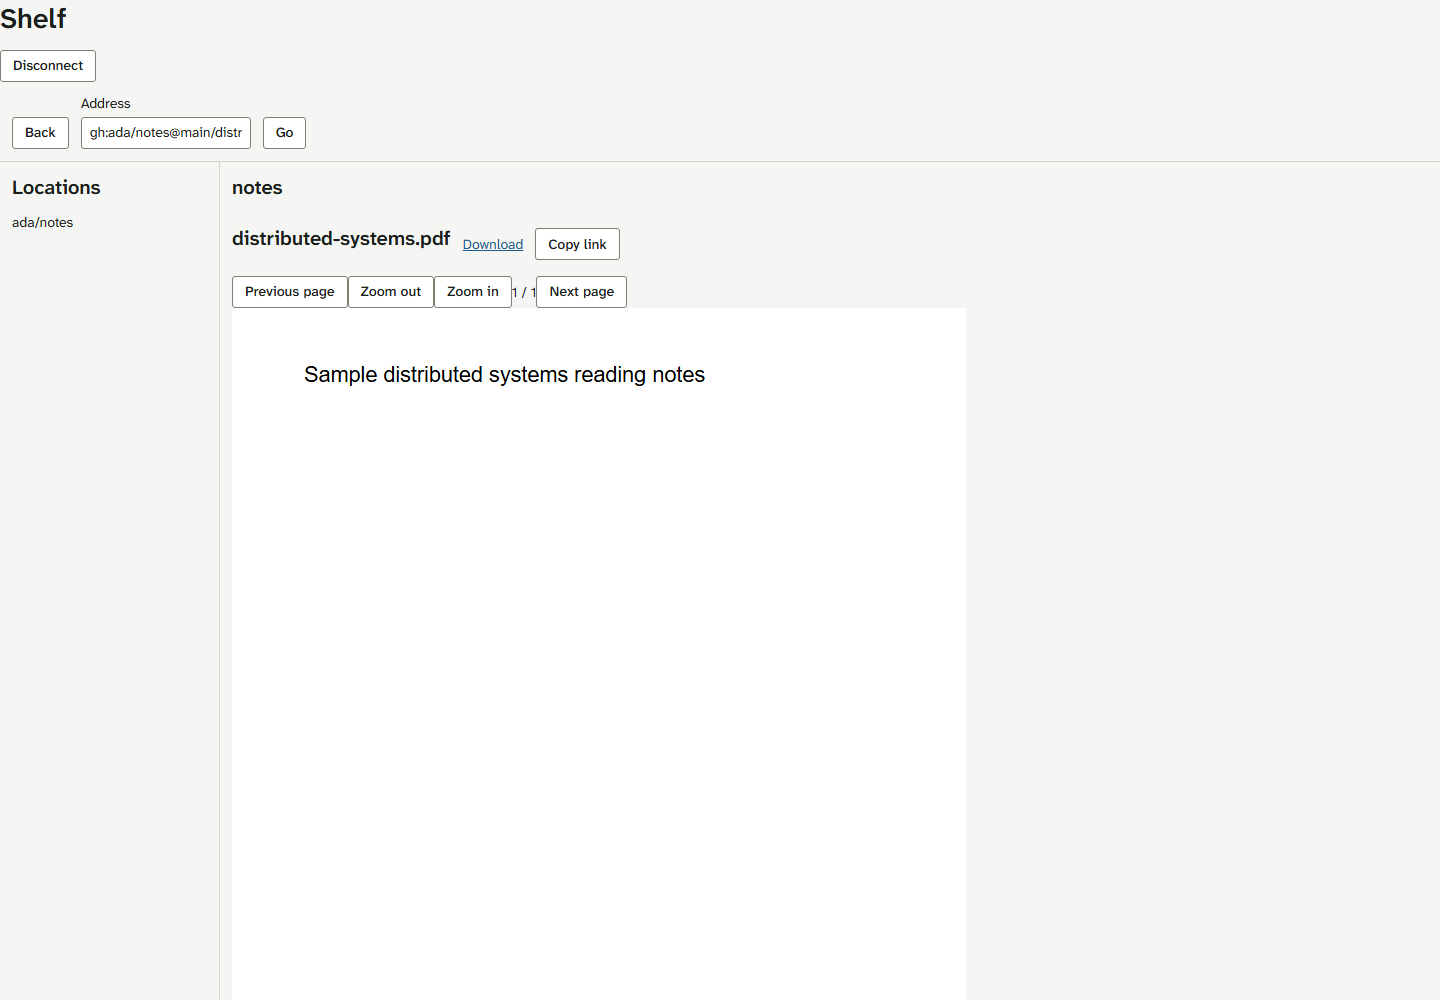 Shelf
Disconnect
Address
Back gh:ada/notes@main/distr Go
Locations
ada/notes
notes
distributed-systems.pdf Download Copy link
Previous page Zoom out Zoom in 1 / 1 Next page
Sample distributed systems reading notes